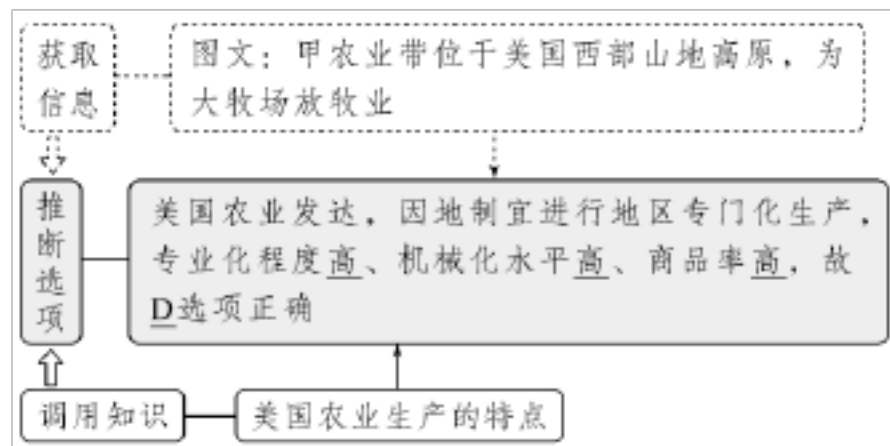 获取
信息
图文：甲农业带位于美国西部山地高原，为
大牧场放牧业
推断选项
美国农业发达，因地制宜进行地区专门化生产，
专业化程度高、机械化水平高、商品率高，故
D选项正确
调用知识
美国农业生产的特点